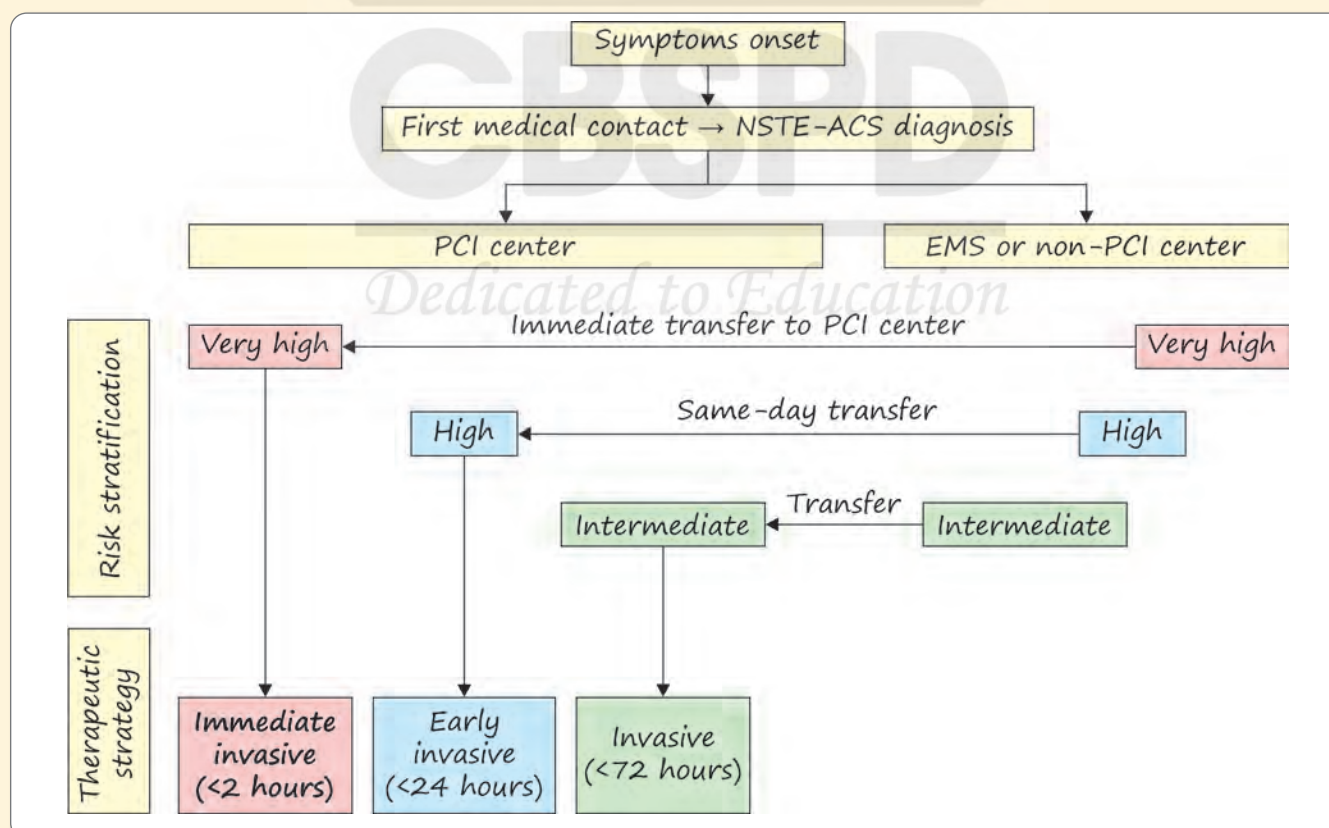 CBSPD
Dedicated to Education
Symptoms onset
First medical contact → NSTE-ACS diagnosis
PCI center
EMS or non-PCI center
Risk stratification
Very high
Immediate transfer to PCI center
Very high
High
Same-day transfer
High
Intermediate
Transfer
Intermediate
Therapeutic
strategy
Immediate
invasive
(<2 hours)
Early
invasive
(<24 hours)
Invasive
(<72 hours)